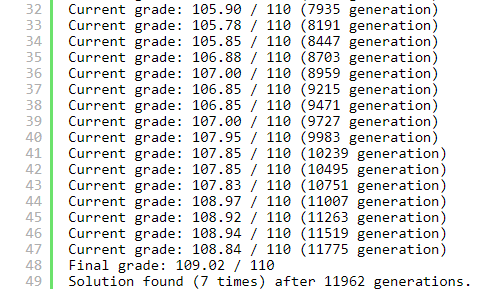 32 Current grade: 105.90 / 110 (7935 generation)
33 Current grade: 105.78 / 110 (8191 generation)
34 Current grade: 105.85 / 110 (8447 generation)
35 Current grade: 106.88 / 110 (8703 generation)
36 Current grade: 107.00 / 110 (8959 generation)
37 Current grade: 106.85 / 110 (9215 generation)
38 Current grade: 106.85 / 110 (9471 generation)
39 Current grade: 107.00 / 110 (9727 generation)
40 Current grade: 107.95 / 110 (9983 generation)
41 Current grade: 107.85 / 110 (10239 generation)
42 Current grade: 107.85 / 110 (10495 generation)
43 Current grade: 107.83 / 110 (10751 generation)
44 Current grade: 108.97 / 110 (11007 generation)
45 Current grade: 108.92 / 110 (11263 generation)
46 Current grade: 108.94 / 110 (11519 generation)
47 Current grade: 108.84 / 110 (11775 generation)
48 Final grade: 109.02 / 110
49 Solution found (7 times) after 11962 generations.